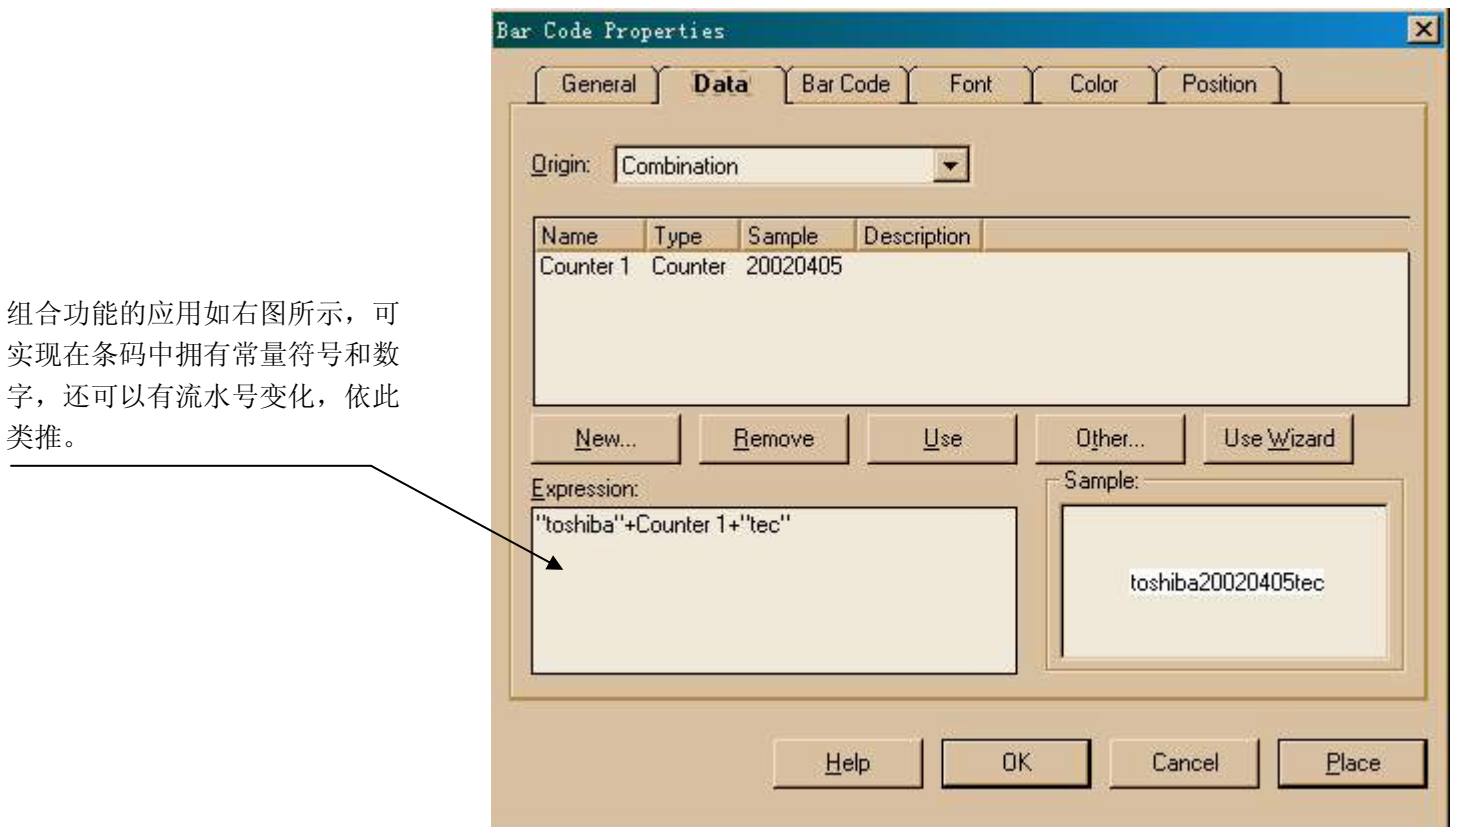 组合功能的应用如右图所示，可
实现在条码中拥有常量符号和数
字，还可以有流水号变化，依此
类推。
Bar Code Properties
General Data Bar Code Font Color Position
Origin: Combination
Name Type Sample Description
Counter 1 Counter 20020405
New... Remove Use Other... Use Wizard
Expression:
"toshiba"+Counter 1+"tec"
Sample:
toshiba20020405tec
Help OK Cancel Place